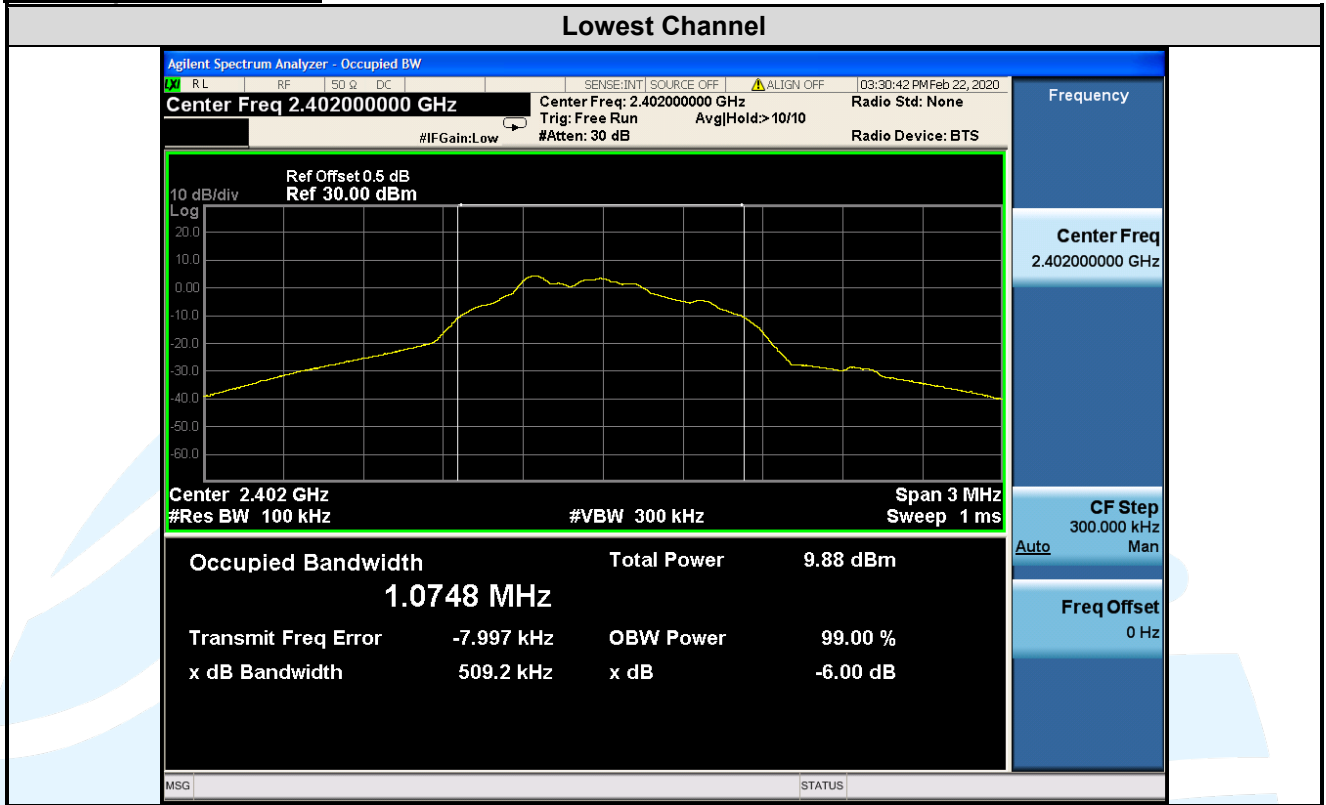 Lowest Channel
Agilent Spectrum Analyzer - Occupied BW
LXI RL RF 50 Ω DC SENSE:INT SOURCE OFF ALIGN OFF 03:30:42 PM Feb 22, 2020
Center Freq 2.402000000 GHz
Center Freq: 2.402000000 GHz
Radio Std: None
Trig: Free Run Avg|Hold:> 10/10
#IFGain:Low
#Atten: 30 dB
Radio Device: BTS
Ref Offset 0.5 dB
10 dB/div Ref 30.00 dBm
Log
20.0
10.0
0.00
-10.0
-20.0
-30.0
-40.0
-50.0
-60.0
Center 2.402 GHz Span 3 MHz
#Res BW 100 kHz #VBW 300 kHz Sweep 1 ms
Occupied Bandwidth Total Power 9.88 dBm
1.0748 MHz
Transmit Freq Error -7.997 kHz OBW Power 99.00 %
x dB Bandwidth 509.2 kHz x dB -6.00 dB
MSG STATUS
Frequency
Center Freq
2.402000000 GHz
CF Step
300.000 kHz
Auto Man
Freq Offset
0 Hz